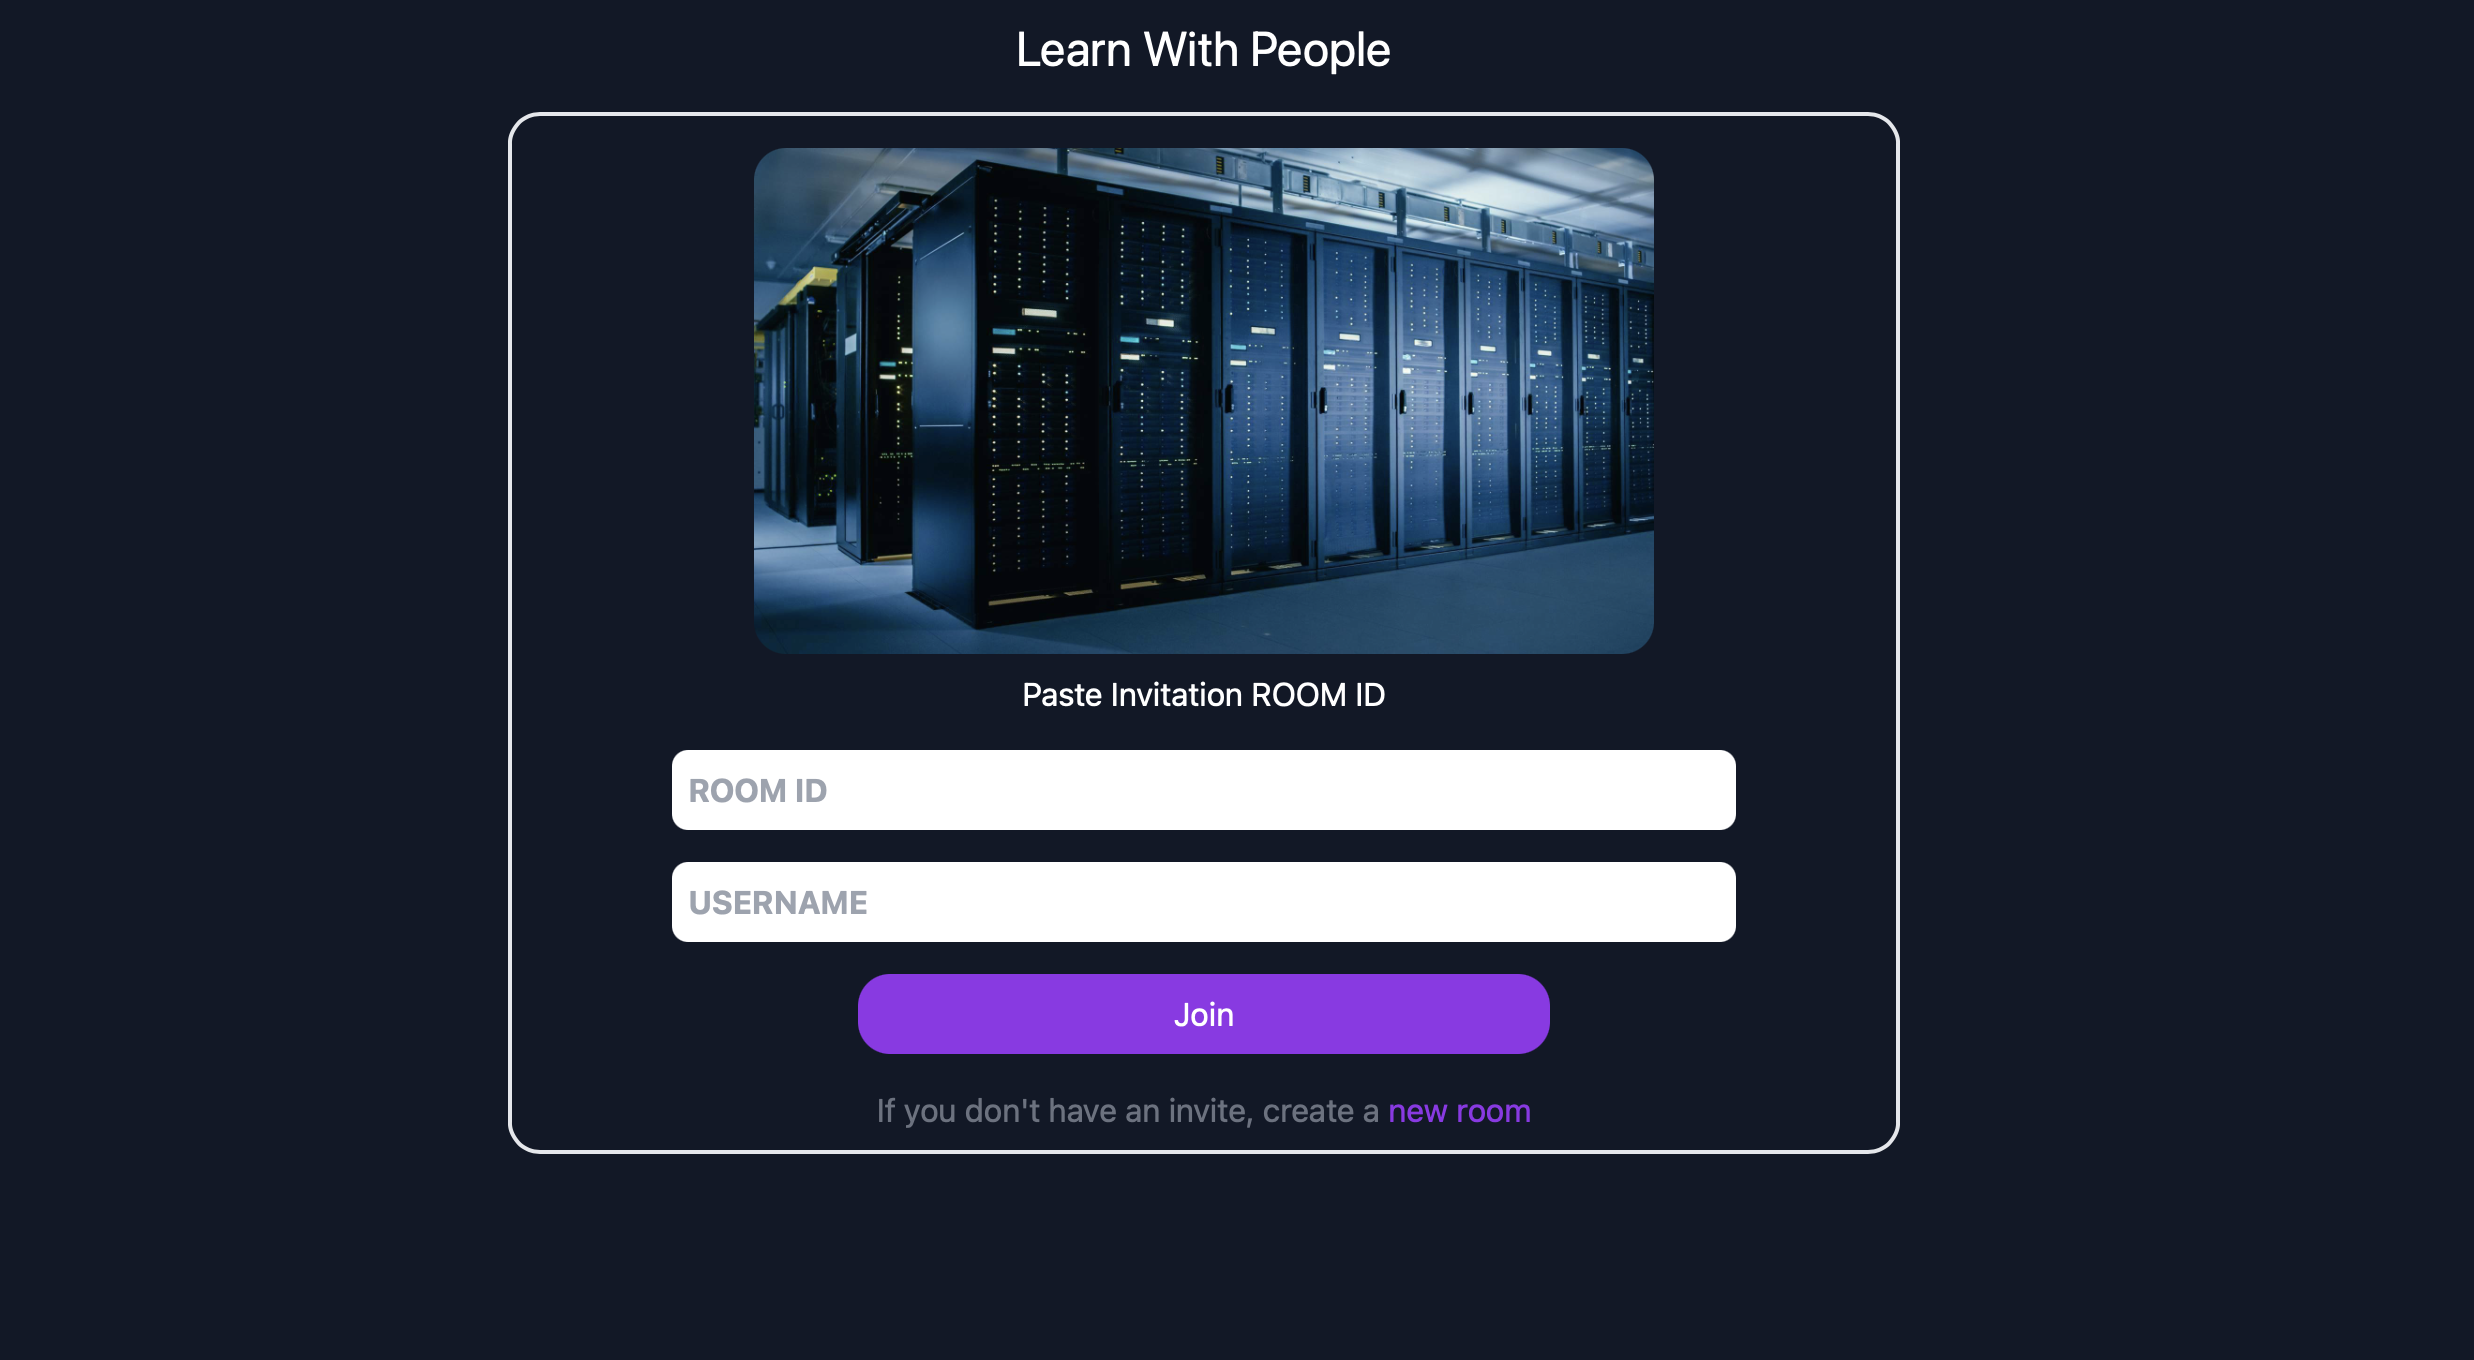 Learn With People
Paste Invitation ROOM ID
ROOM ID
USERNAME
Join
If you don't have an invite, create a new room